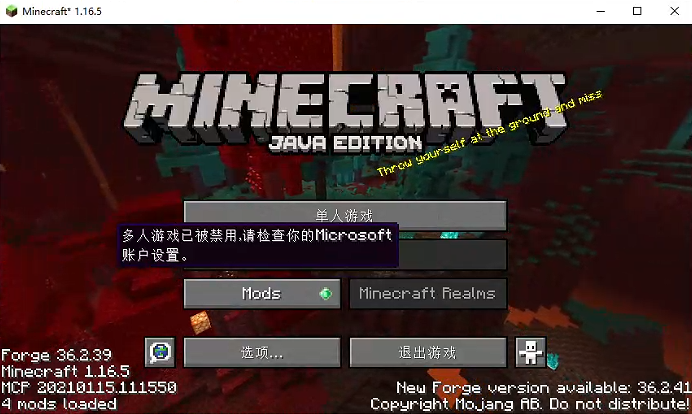 Minecraft* 1.16.5
MINECRAFT
JAVA EDITION
Throw yourself at the ground and miss
单人游戏
多人游戏已被禁用,请检查你的Microsoft
账户设置。
Mods
Minecraft Realms
选项...
退出游戏
Forge 36.2.39
Minecraft 1.16.5
MCP 20210115.111550
4 mods loaded
New Forge version available: 36.2.41
Copyright Mojang AB. Do not distribute!